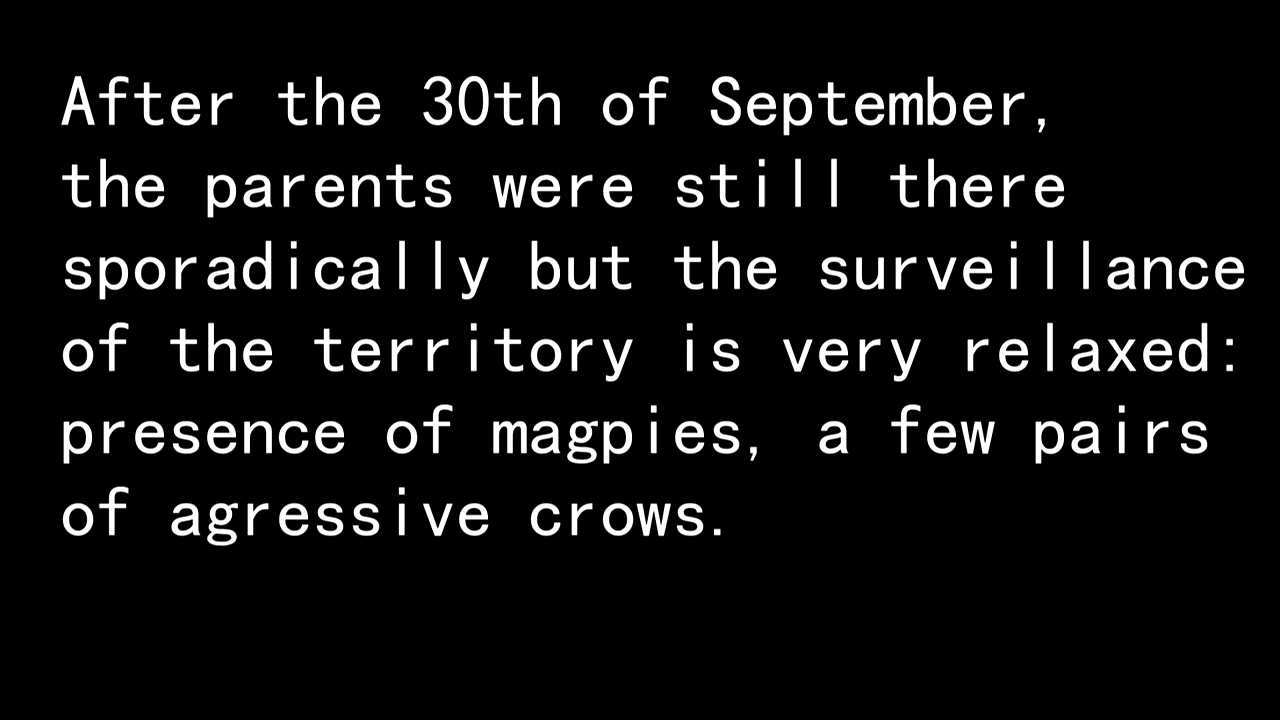 After the 30th of September,
the parents were still there
sporadically but the surveillance
of the territory is very relaxed:
presence of magpies, a few pairs
of agressive crows.